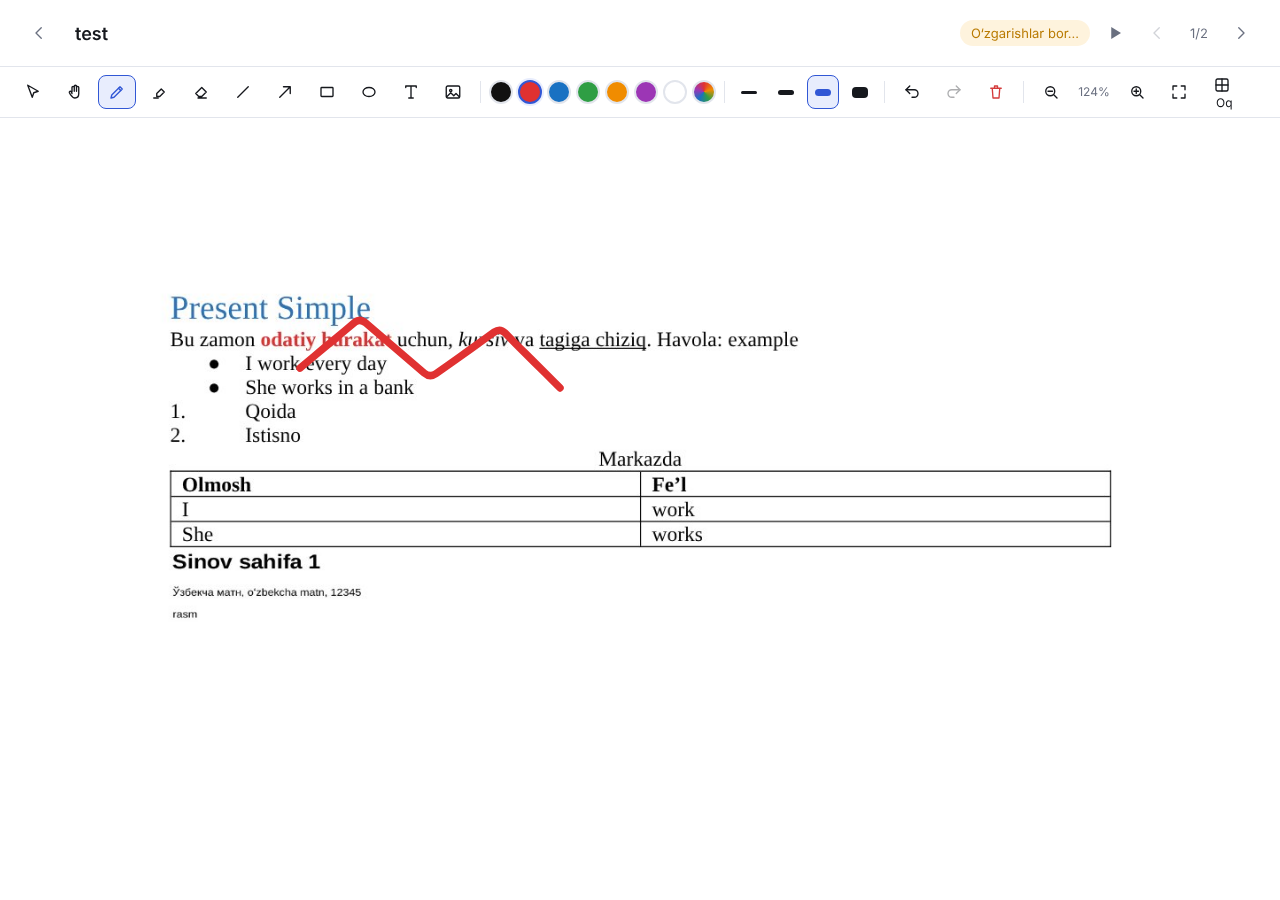 test
O‘zgarishlar bor...
1/2
124%
Oq
Present Simple
Bu zamon odatiy harakat uchun, kursiv va tagiga chiziq. Havola: example
● I work every day
● She works in a bank
1. Qoida
2. Istisno
Markazda
Olmosh Fe’l
I work
She works
Sinov sahifa 1
Ўзбекча матн, o‘zbekcha matn, 12345
rasm